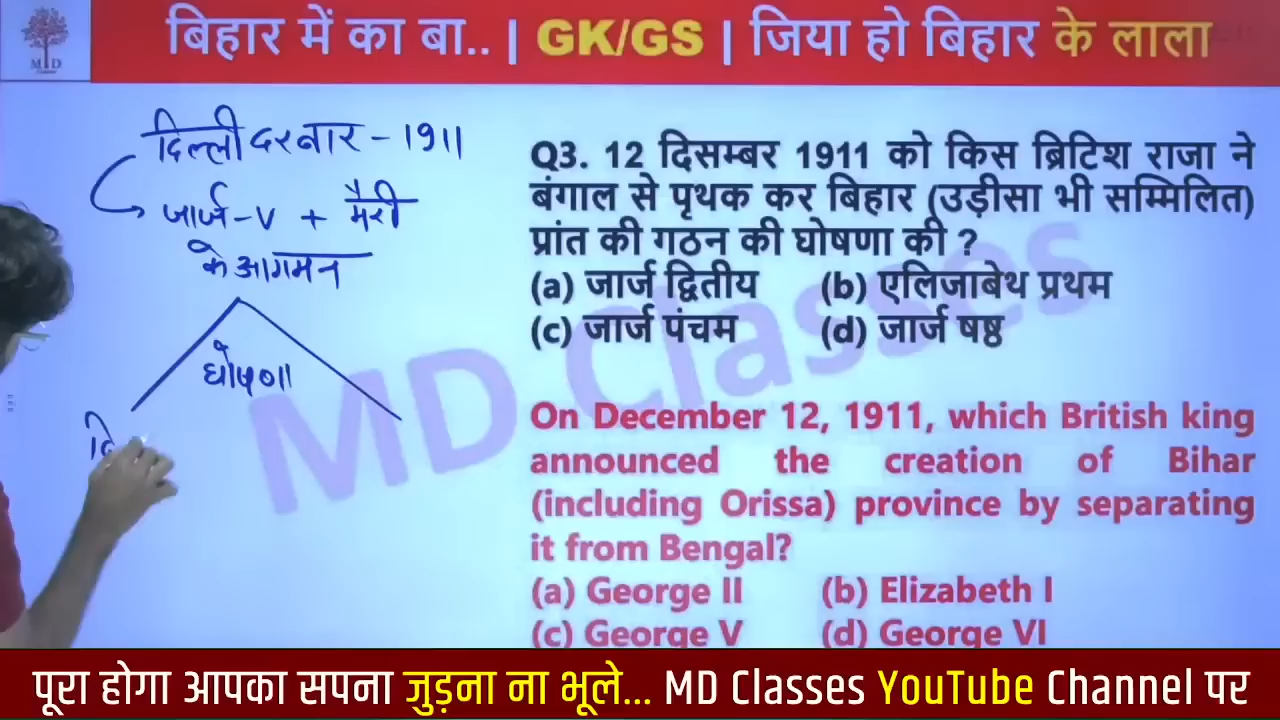 बिहार में का बा.. | GK/GS | जिया हो बिहार के लाला
MD
दिल्ली दरबार - 1911
जार्ज - V + मैरी
के आगमन
घोषणा
दि
Q3. 12 दिसम्बर 1911 को किस ब्रिटिश राजा ने
बंगाल से पृथक कर बिहार (उड़ीसा भी सम्मिलित)
प्रांत की गठन की घोषणा की ?
(a) जार्ज द्वितीय (b) एलिजाबेथ प्रथम
(c) जार्ज पंचम (d) जार्ज षष्ठ
On December 12, 1911, which British king
announced the creation of Bihar
(including Orissa) province by separating
it from Bengal?
(a) George II (b) Elizabeth I
(c) George V (d) George VI
MD Classes
पूरा होगा आपका सपना जुड़ना ना भूले... MD Classes YouTube Channel पर